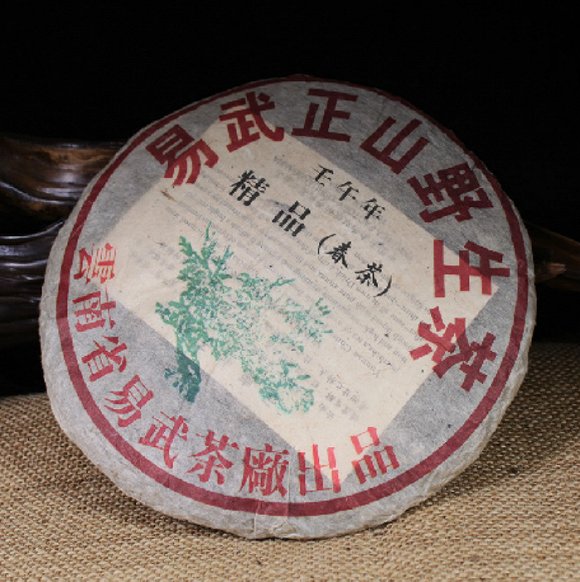 易武正山野生茶
壬午年
精品
(春茶)
雲南省易武茶廠出品